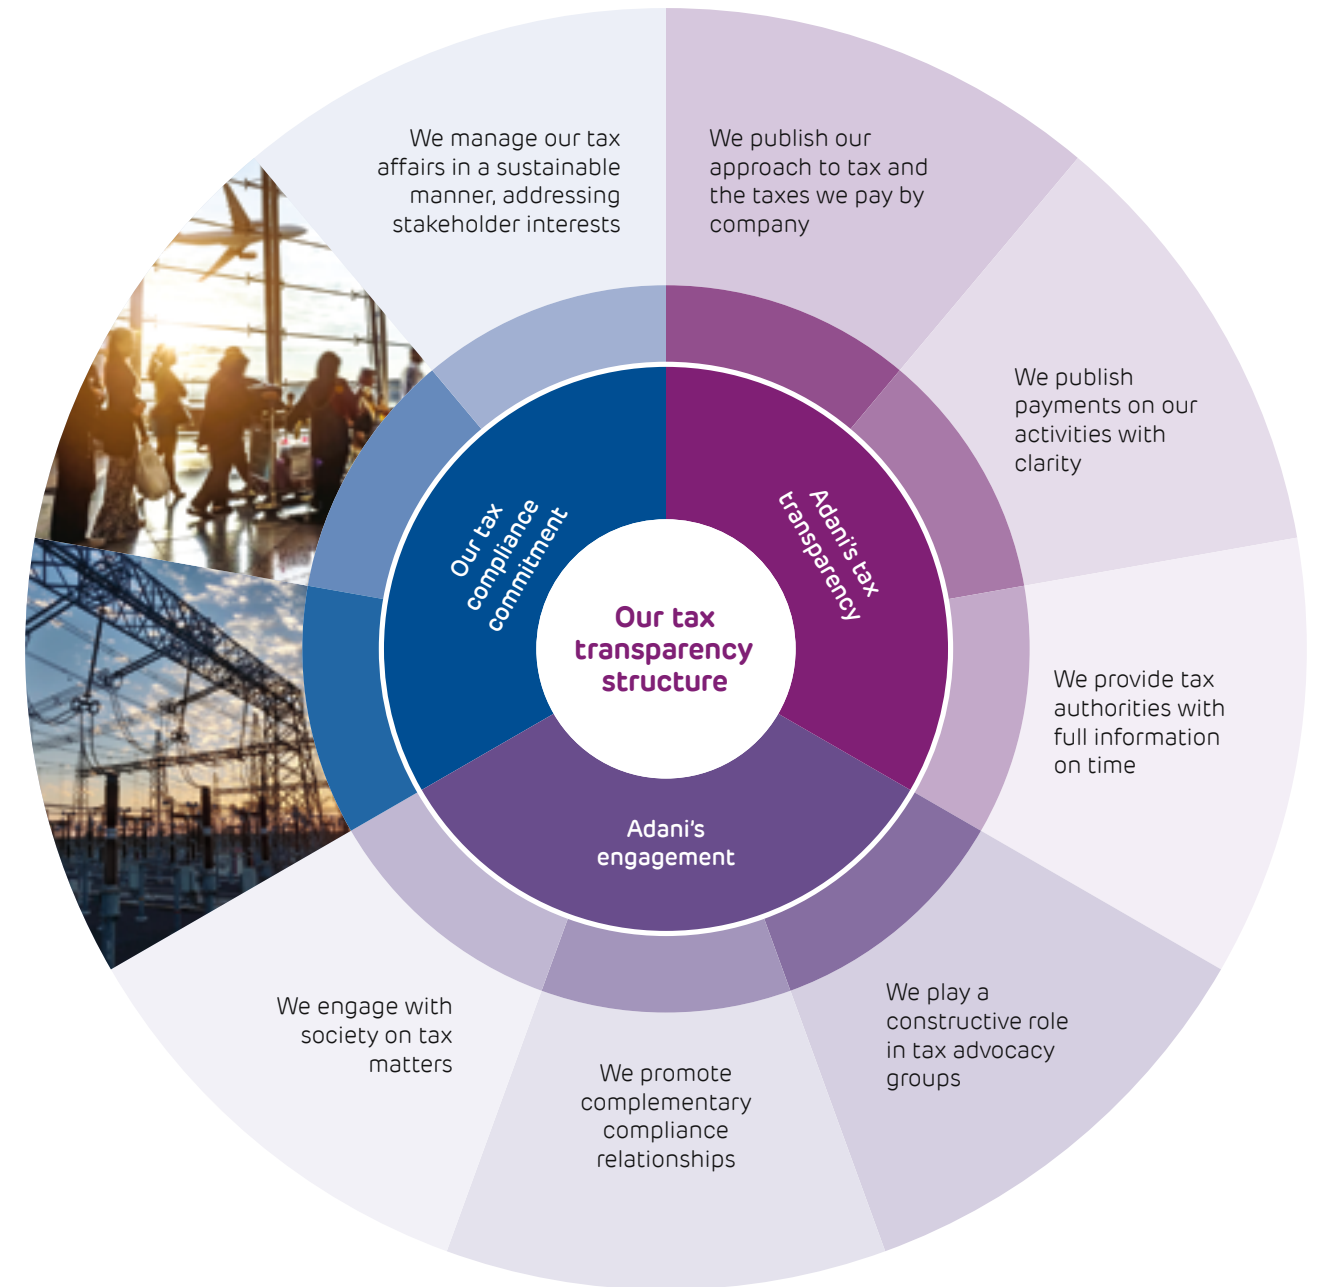 We manage our tax
affairs in a sustainable
manner, addressing
stakeholder interests
We publish our
approach to tax and
the taxes we pay by
company
We publish
payments on our
activities with
clarity
We provide tax
authorities with
full information
on time
We play a
constructive role
in tax advocacy
groups
We promote
complementary
compliance
relationships
We engage with
society on tax
matters
Our tax
compliance
commitment
Adani's tax
transparency
Adani's
engagement
Our tax
transparency
structure